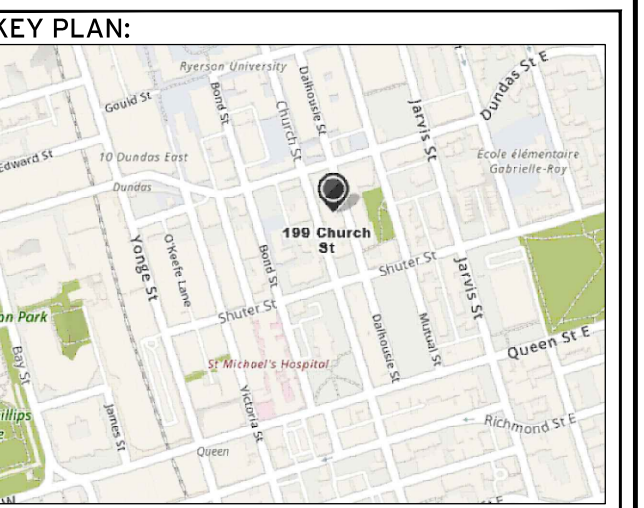 KEY PLAN:
Ryerson University
Dalhousie St
Bond St
Gould St
Church St
Jarvis St
Dundas St E
Edward St
10 Dundas East
École élémentaire
Gabrielle-Roy
Dundas
199 Church
St
Yonge St
O'Keefe Lane
Bond St
Shuter St
Jarvis St
Shuter St
nn Park
Bay St
Dalhousie St
Mutual St
Queen St E
St Michael's Hospital
Victoria St
James St
illips
e
Richmond St E
Queen
W